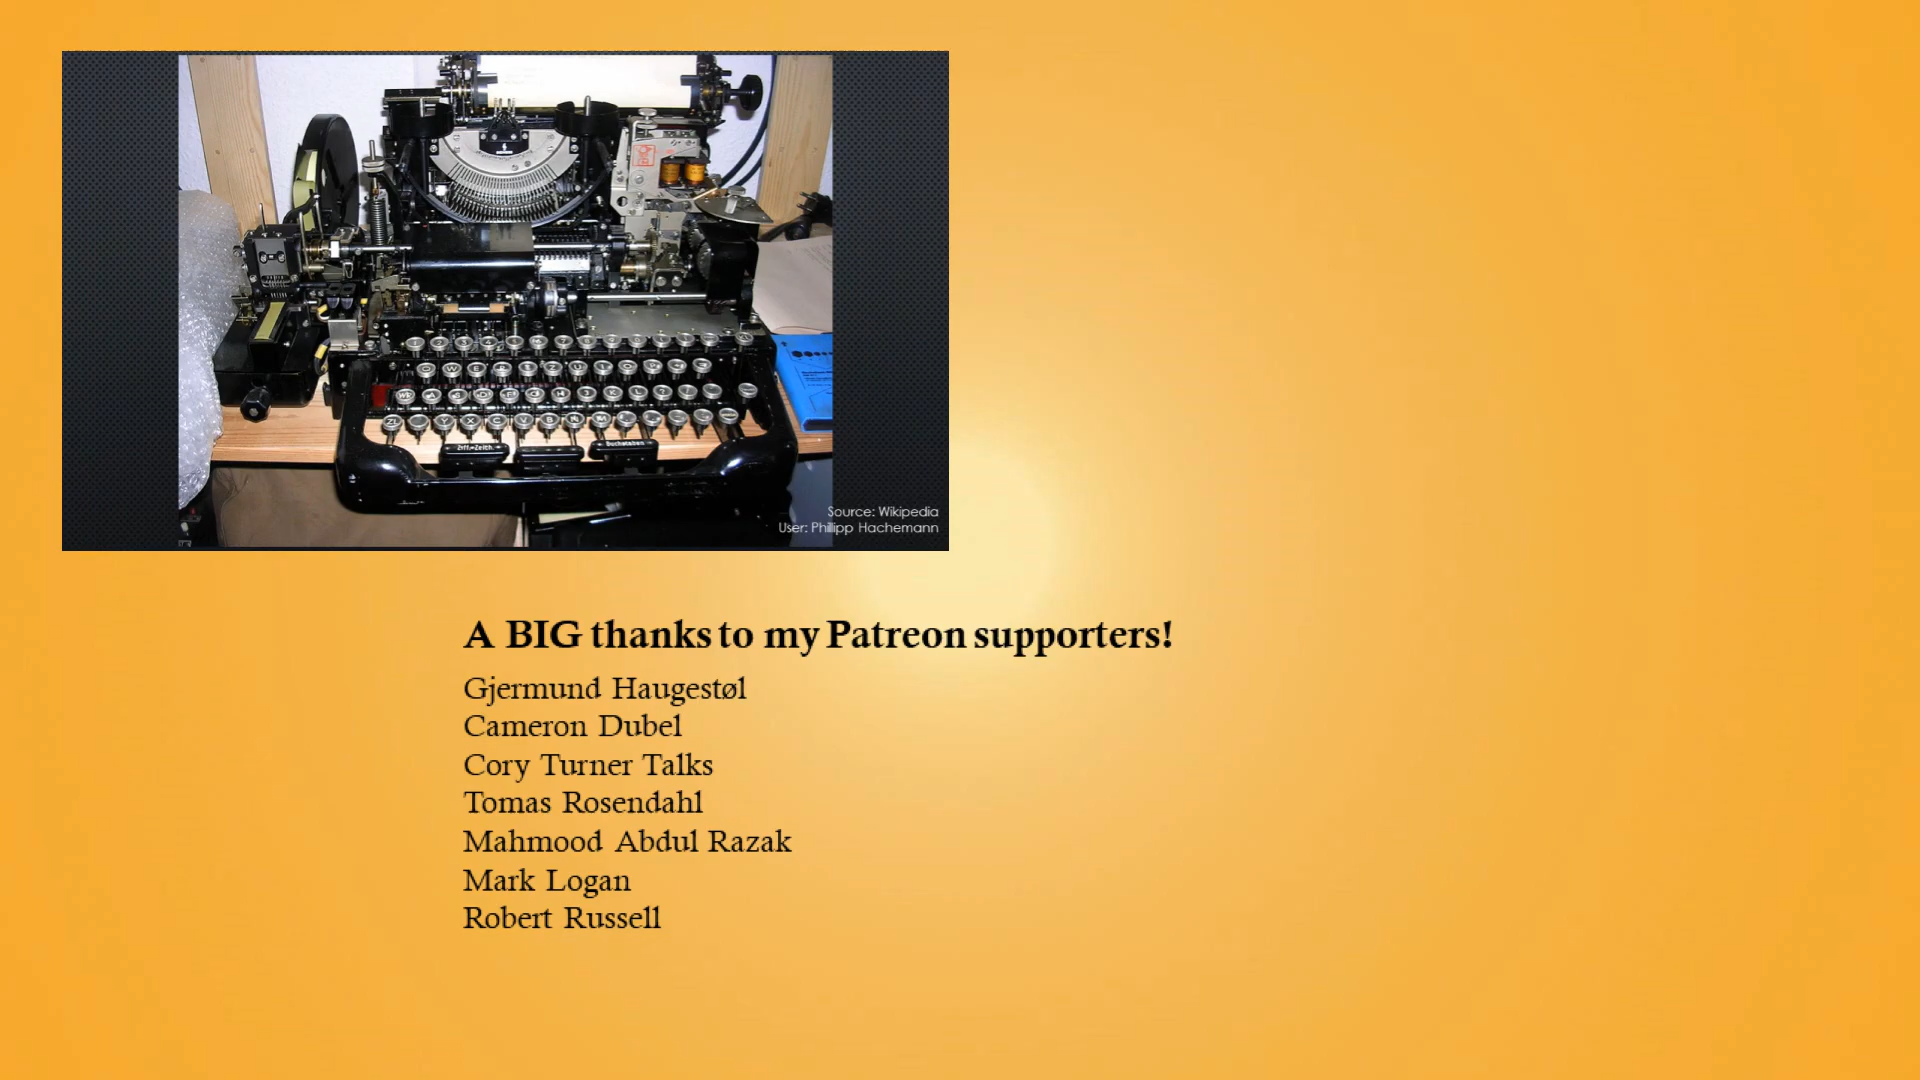 Source: Wikipedia
User: Philipp Hachemann
A BIG thanks to my Patreon supporters!
Gjermund Haugestøl
Cameron Dubel
Cory Turner Talks
Tomas Rosendahl
Mahmood Abdul Razak
Mark Logan
Robert Russell